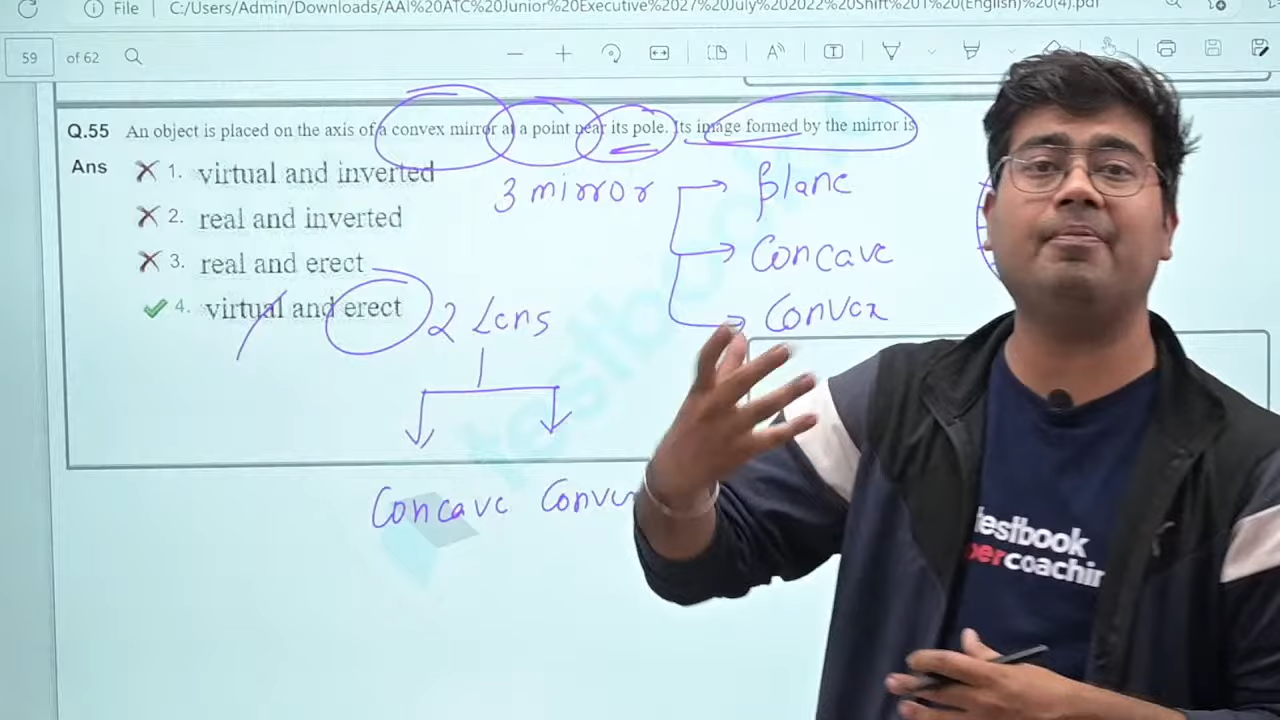 File | C:/Users/Admin/Downloads/AAI%20ATC%20Junior%20Executive%2027%20July%202022%20Shift%201%20(English)%20(4).pdf
59 of 62
Q.55 An object is placed on the axis of a convex mirror at a point near its pole. Its image formed by the mirror is
Ans 1. virtual and inverted
2. real and inverted
3. real and erect
4. virtual and erect
3 mirror
plane
Concave
Convex
2 Lens
Concave
testbook
testbook
percoachin